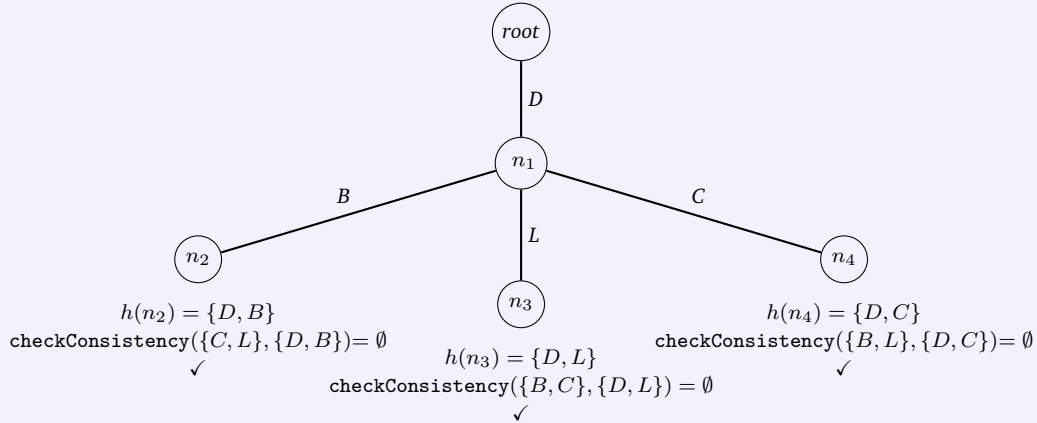 root
D
n₁
B
L
C
n₂
n₃
n₄
h(n₂) = {D, B}
checkConsistency({C, L}, {D, B})= ∅
✓
h(n₃) = {D, L}
checkConsistency({B, C}, {D, L}) = ∅
✓
h(n₄) = {D, C}
checkConsistency({B, L}, {D, C})= ∅
✓